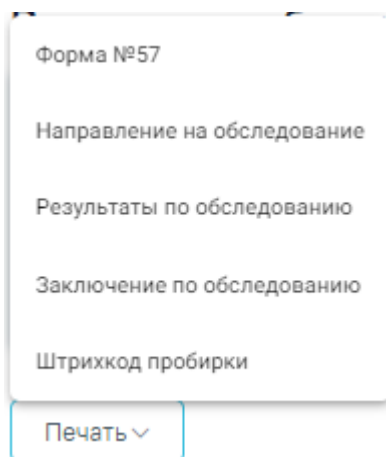 Форма №57
Направление на обследование
Результаты по обследованию
Заключение по обследованию
Штрихкод пробирки
Печать